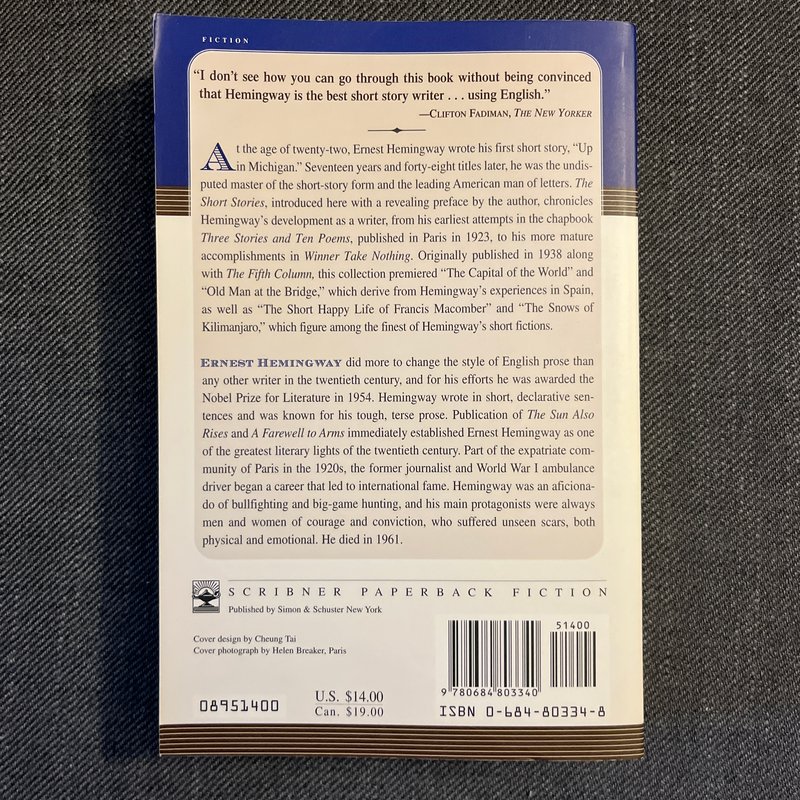 FICTION
“I don’t see how you can go through this book without being convinced
that Hemingway is the best short story writer . . . using English.”
—CLIFTON FADIMAN, THE NEW YORKER
At the age of twenty-two, Ernest Hemingway wrote his first short story, “Up
in Michigan.” Seventeen years and forty-eight titles later, he was the undis-
puted master of the short-story form and the leading American man of letters. The
Short Stories, introduced here with a revealing preface by the author, chronicles
Hemingway’s development as a writer, from his earliest attempts in the chapbook
Three Stories and Ten Poems, published in Paris in 1923, to his more mature
accomplishments in Winner Take Nothing. Originally published in 1938 along
with The Fifth Column, this collection premiered “The Capital of the World” and
“Old Man at the Bridge,” which derive from Hemingway’s experiences in Spain,
as well as “The Short Happy Life of Francis Macomber” and “The Snows of
Kilimanjaro,” which figure among the finest of Hemingway’s short fictions.
ERNEST HEMINGWAY did more to change the style of English prose than
any other writer in the twentieth century, and for his efforts he was awarded the
Nobel Prize for Literature in 1954. Hemingway wrote in short, declarative sen-
tences and was known for his tough, terse prose. Publication of The Sun Also
Rises and A Farewell to Arms immediately established Ernest Hemingway as one
of the greatest literary lights of the twentieth century. Part of the expatriate com-
munity of Paris in the 1920s, the former journalist and World War I ambulance
driver began a career that led to international fame. Hemingway was an aficiona-
do of bullfighting and big-game hunting, and his main protagonists were always
men and women of courage and conviction, who suffered unseen scars, both
physical and emotional. He died in 1961.
SCRIBNER PAPERBACK FICTION
Published by Simon & Schuster New York
Cover design by Cheung Tai
Cover photograph by Helen Breaker, Paris
08951400
U.S. $14.00
Can. $19.00
51400
9 780684 803340
ISBN 0-684-80334-8